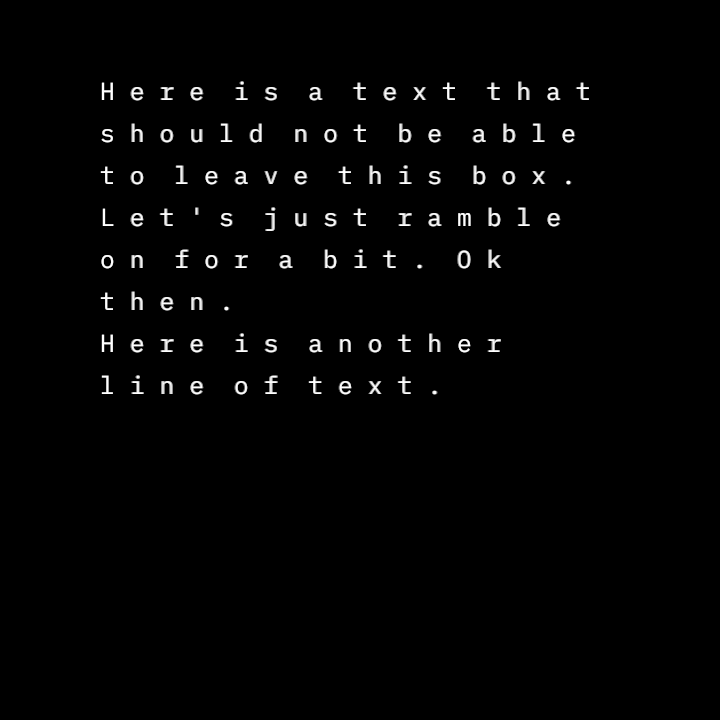 Here is a text that
should not be able
to leave this box.
Let's just ramble
on for a bit. Ok
then.
Here is another
line of text.